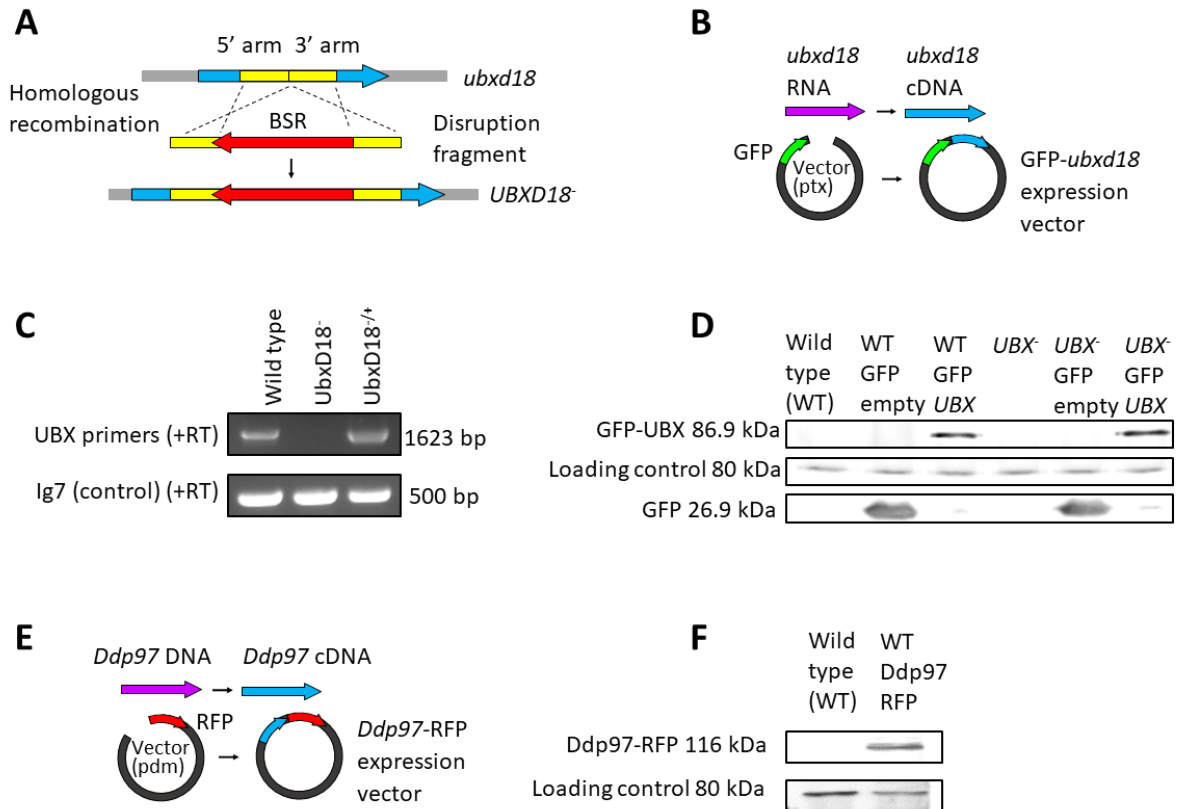 A
5’ arm 3’ arm
ubxd18
Homologous
recombination
BSR
Disruption
fragment
UBXD18-
B
ubxd18
RNA
ubxd18
cDNA
GFP
Vector
(ptx)
GFP-ubxd18
expression
vector
C
Wild type
UbxD18-
UbxD18-/+
UBX primers (+RT)
1623 bp
Ig7 (control) (+RT)
500 bp
D
Wild
type
(WT)
WT
GFP
empty
WT
GFP
UBX
UBX-
UBX-
GFP
empty
UBX-
GFP
UBX
GFP-UBX 86.9 kDa
Loading control 80 kDa
GFP 26.9 kDa
E
Ddp97 DNA
Ddp97 cDNA
RFP
Vector
(pdm)
Ddp97-RFP
expression
vector
F
Wild
type
(WT)
WT
Ddp97
RFP
Ddp97-RFP 116 kDa
Loading control 80 kDa